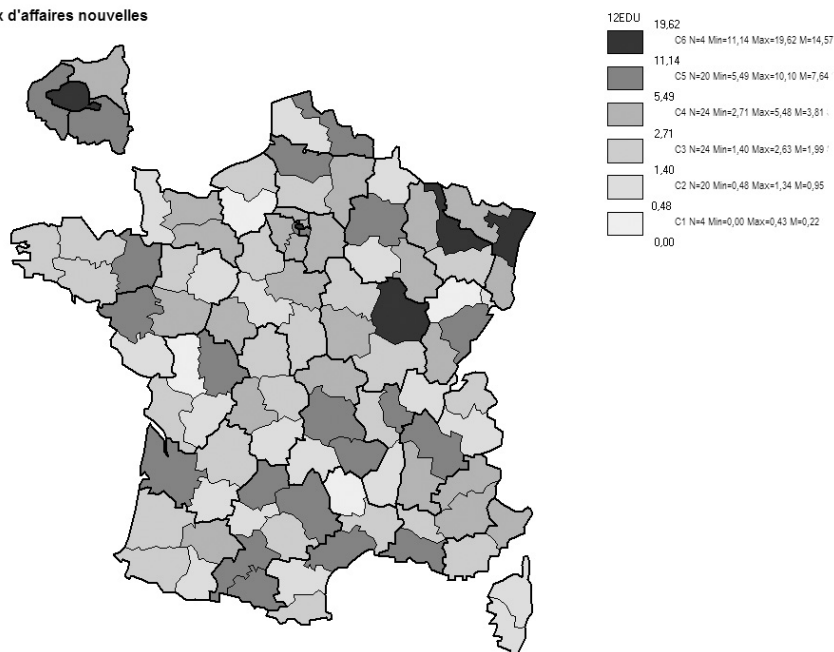 x d'affaires nouvelles
12EDU
19,62
C6 N=4 Min=11,14 Max=19,62 M=14,57
11,14
C5 N=20 Min=5,49 Max=10,10 M=7,64
5,49
C4 N=24 Min=2,71 Max=5,48 M=3,81
2,71
C3 N=24 Min=1,40 Max=2,63 M=1,99
1,40
C2 N=20 Min=0,48 Max=1,34 M=0,95
0,48
C1 N=4 Min=0,00 Max=0,43 M=0,22
0,00